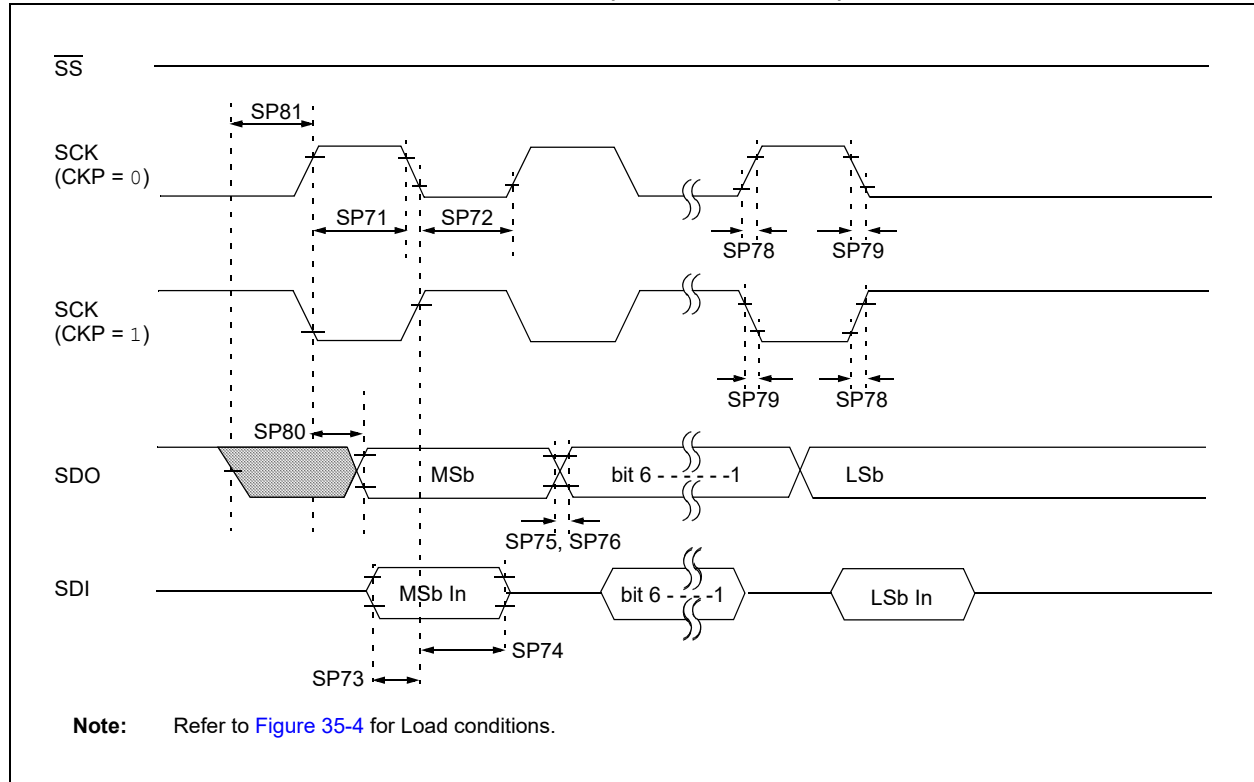 SS
SP81
SCK
(CKP = 0)
SP71
SP72
SP78
SP79
SCK
(CKP = 1)
SP79
SP78
SP80
SDO
MSb
bit 6 - - - - - -1
LSb
SP75, SP76
SDI
MSb In
bit 6 - - - -1
LSb In
SP74
SP73
Note: Refer to Figure 35-4 for Load conditions.